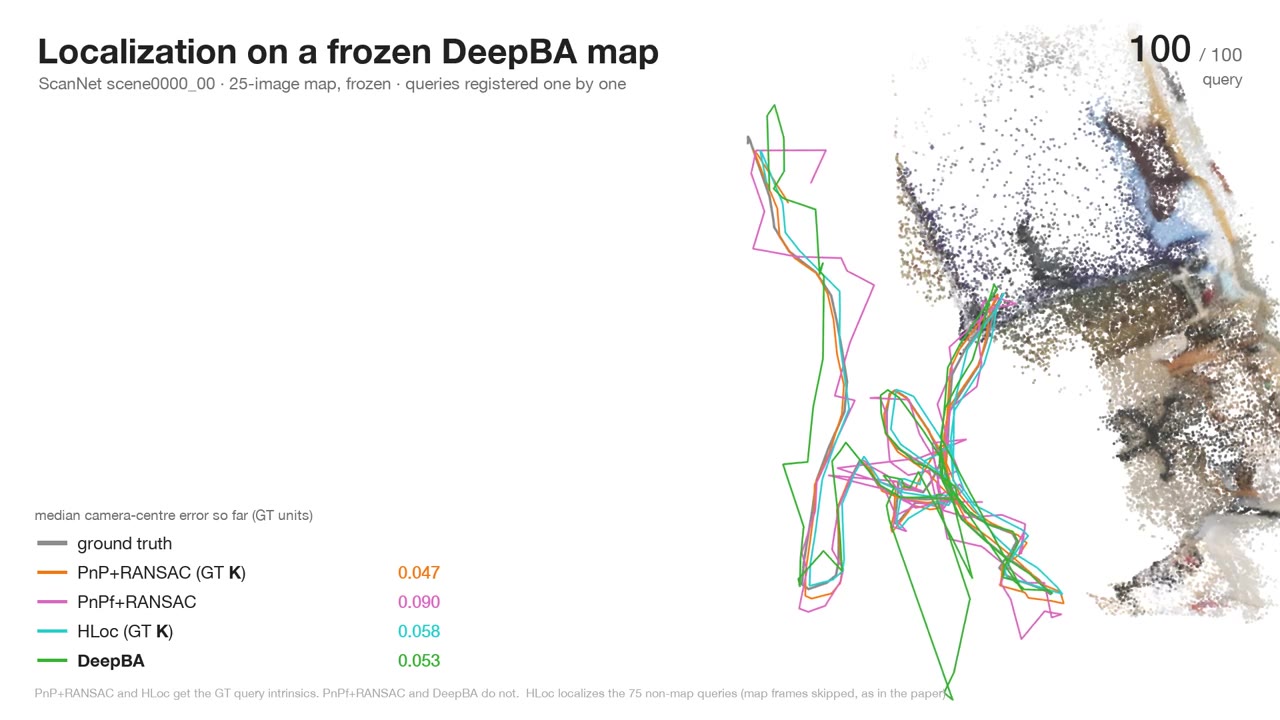 Localization on a frozen DeepBA map
ScanNet scene0000_00 · 25-image map, frozen · queries registered one by one
100 / 100
query
median camera-centre error so far (GT units)
ground truth
PnP+RANSAC (GT K) 0.047
PnPf+RANSAC 0.090
HLoc (GT K) 0.058
DeepBA 0.053
PnP+RANSAC and HLoc get the GT query intrinsics. PnPf+RANSAC and DeepBA do not. HLoc localizes the 75 non-map queries (map frames skipped, as in the paper)